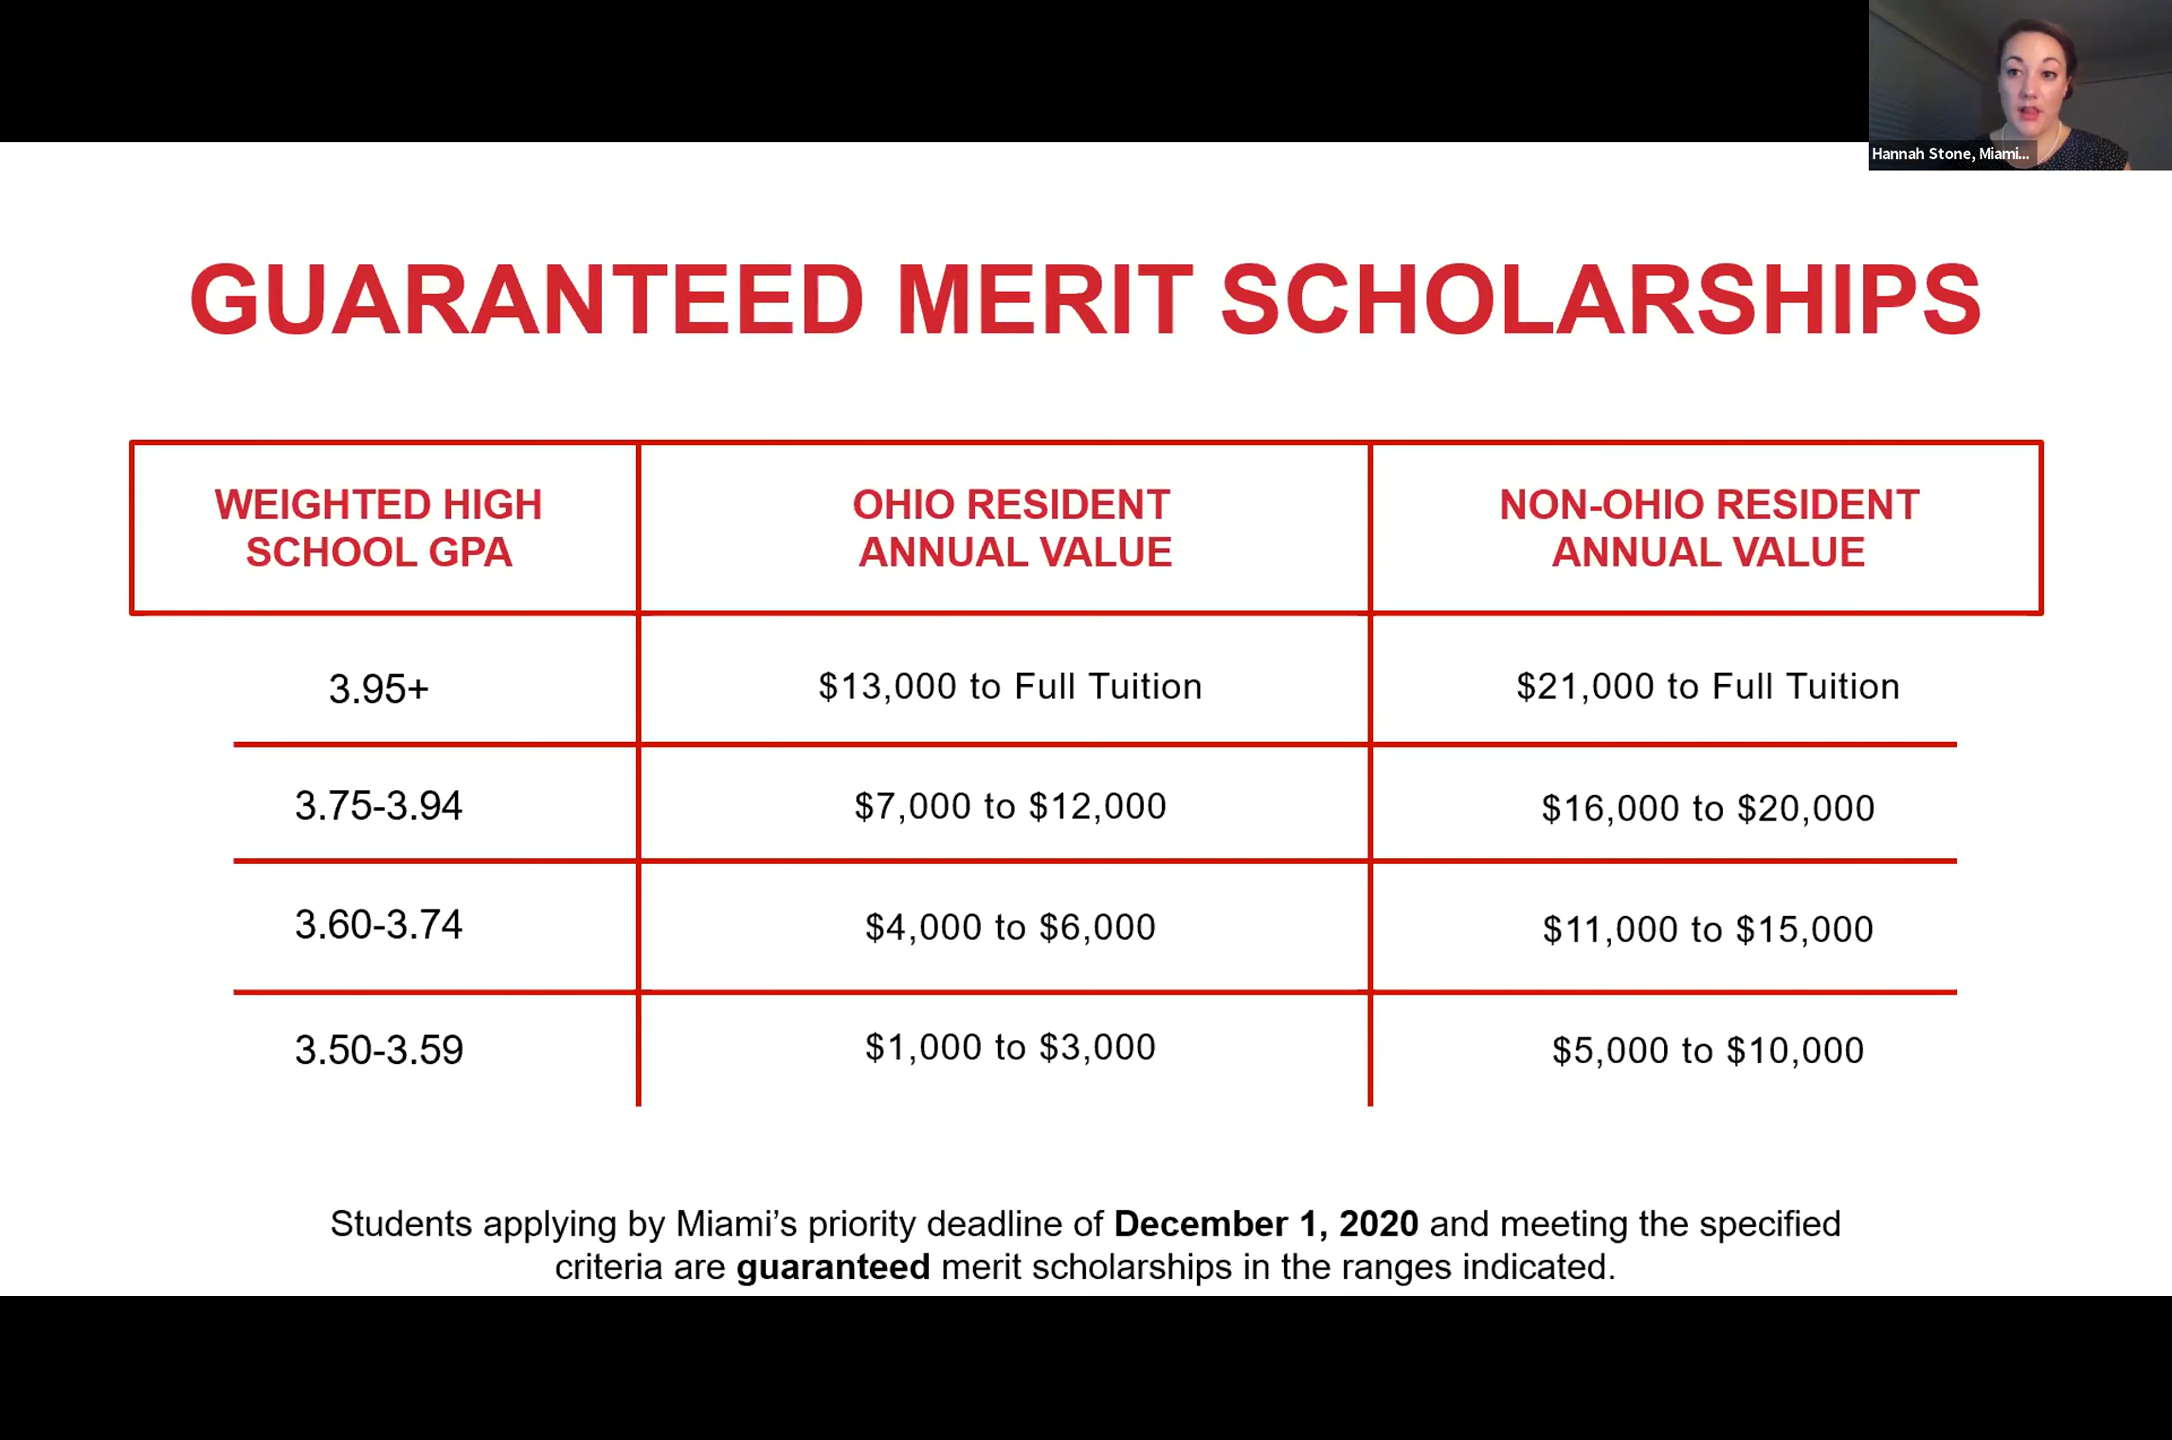 Hannah Stone, Miami...
GUARANTEED MERIT SCHOLARSHIPS
WEIGHTED HIGH
SCHOOL GPA
OHIO RESIDENT
ANNUAL VALUE
NON-OHIO RESIDENT
ANNUAL VALUE
3.95+
$13,000 to Full Tuition
$21,000 to Full Tuition
3.75-3.94
$7,000 to $12,000
$16,000 to $20,000
3.60-3.74
$4,000 to $6,000
$11,000 to $15,000
3.50-3.59
$1,000 to $3,000
$5,000 to $10,000
Students applying by Miami’s priority deadline of December 1, 2020 and meeting the specified
criteria are guaranteed merit scholarships in the ranges indicated.